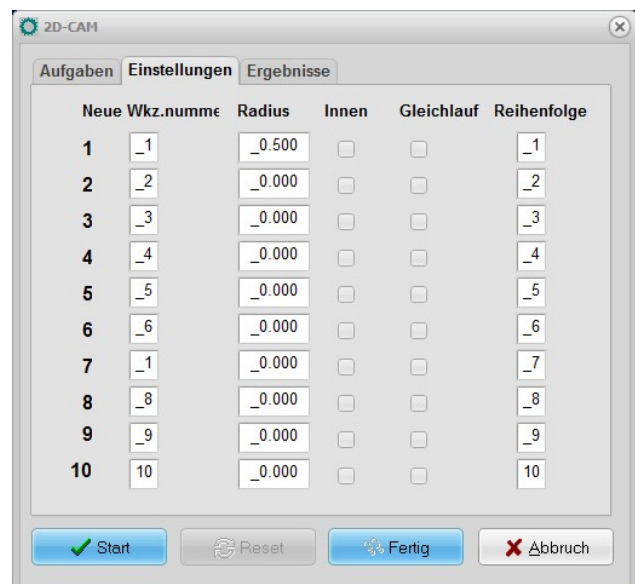 2D-CAM
Aufgaben Einstellungen Ergebnisse
Neue Wkz.numme Radius Innen Gleichlauf Reihenfolge
1 _1 _0.500 _1
2 _2 _0.000 _2
3 _3 _0.000 _3
4 _4 _0.000 _4
5 _5 _0.000 _5
6 _6 _0.000 _6
7 _1 _0.000 _7
8 _8 _0.000 _8
9 _9 _0.000 _9
10 10 _0.000 10
Start Reset Fertig Abbruch